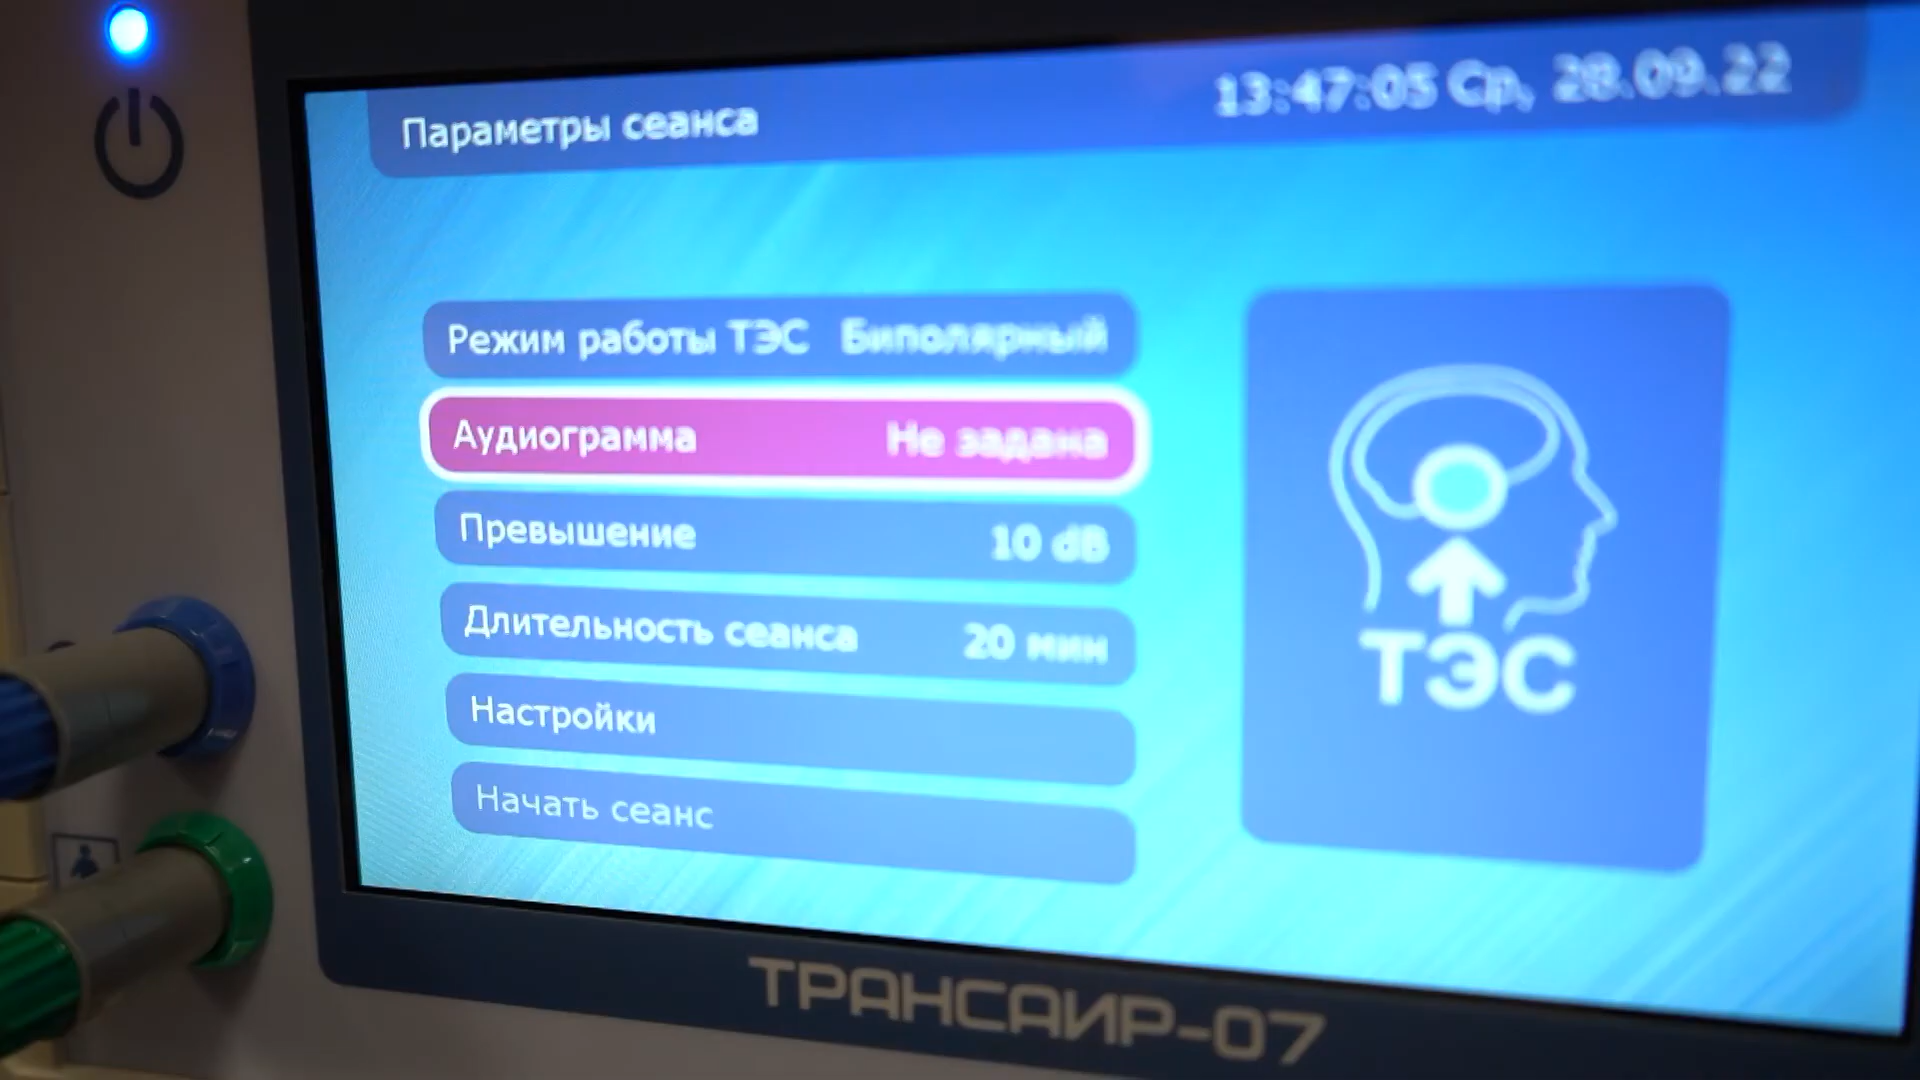 Параметры сеанса 13:47:05 Ср, 28.09.22
Режим работы ТЭС Биполярный
Аудиограмма Не задана
Превышение 10 dB
Длительность сеанса 20 мин
Настройки
Начать сеанс
ТЭС
ТРАНСАИР-07